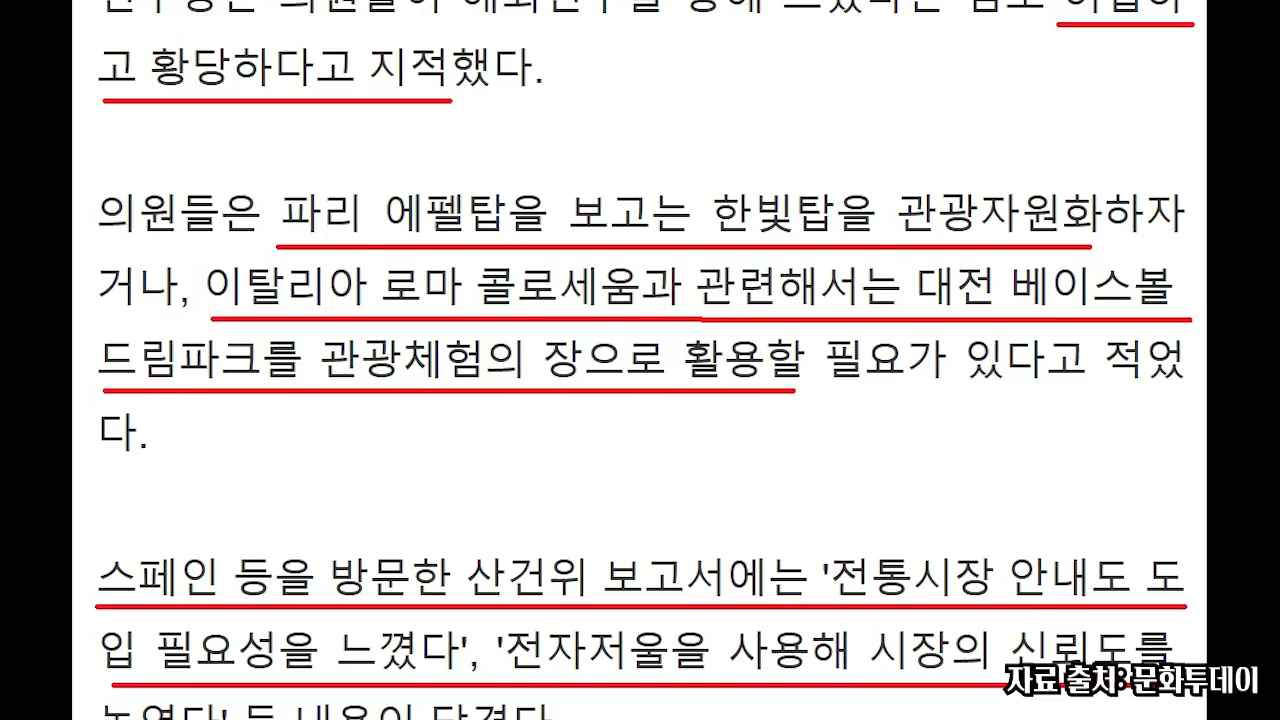 고 황당하다고 지적했다.
의원들은 파리 에펠탑을 보고는 한빛탑을 관광자원화하자
거나, 이탈리아 로마 콜로세움과 관련해서는 대전 베이스볼
드림파크를 관광체험의 장으로 활용할 필요가 있다고 적었
다.
스페인 등을 방문한 산건위 보고서에는 '전통시장 안내도 도
입 필요성을 느꼈다', '전자저울을 사용해 시장의 신뢰도를
자료 출처: 문화투데이